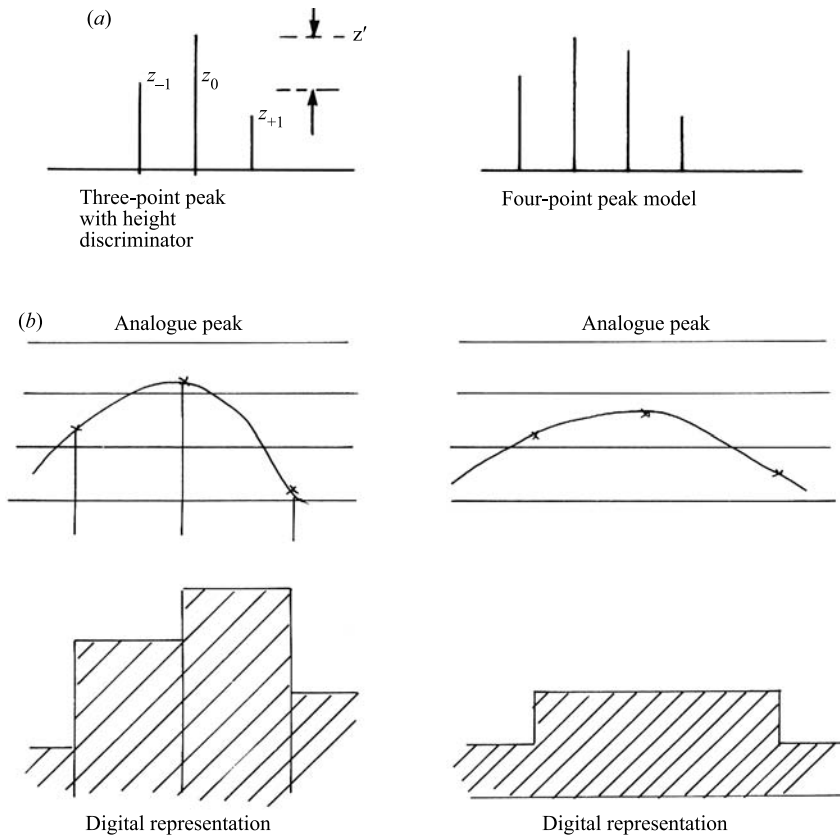 (a)
z′
z–1
z0
z+1
Three-point peak
with height
discriminator
Four-point peak model
(b)
Analogue peak
Analogue peak
Digital representation
Digital representation